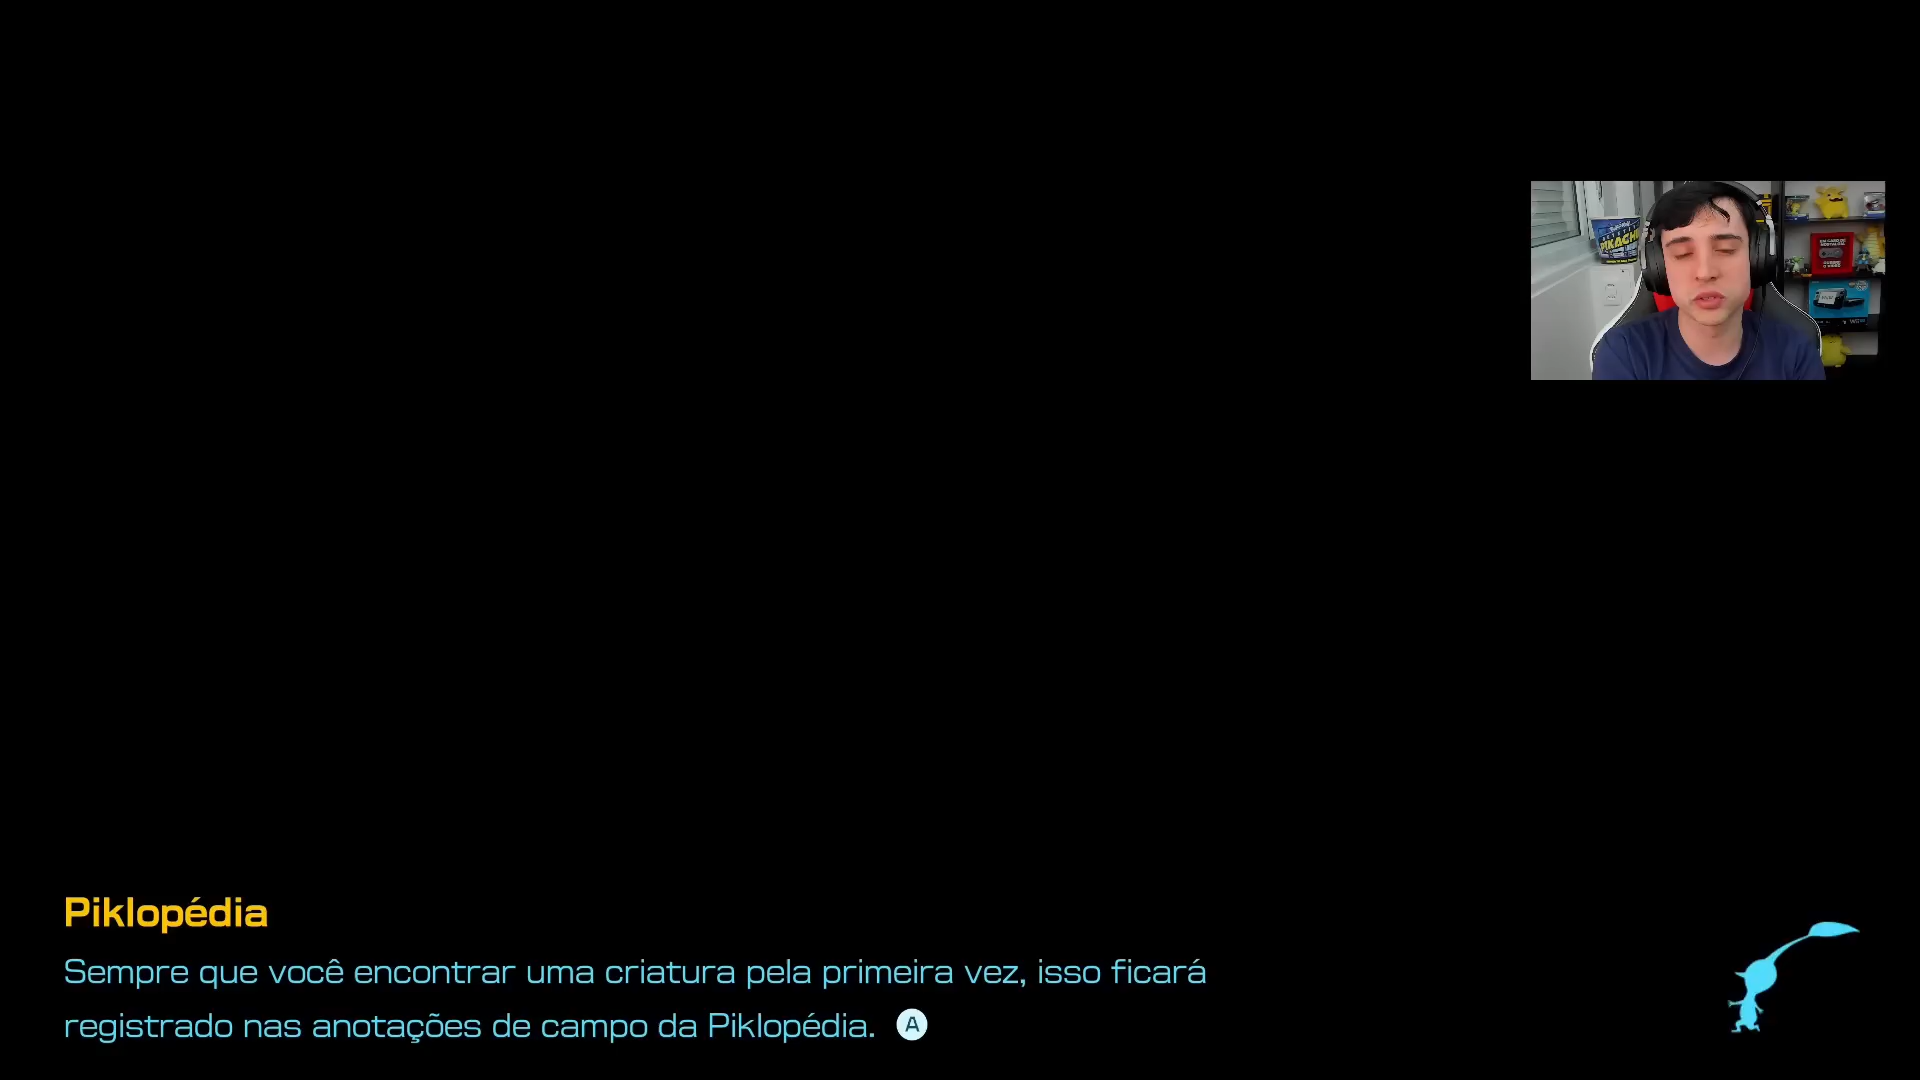 PIKACHU
Piklopédia
Sempre que você encontrar uma criatura pela primeira vez, isso ficará
registrado nas anotações de campo da Piklopédia. A